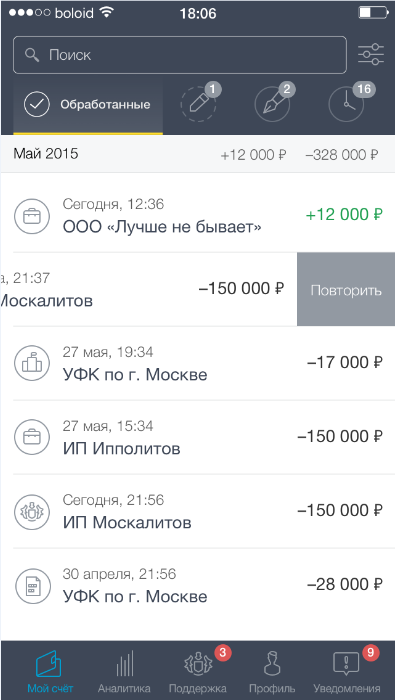 boloid 18:06
Поиск
Обработанные 1 2 16
Май 2015 +12 000 ₽ –328 000 ₽
Сегодня, 12:36
ООО «Лучше не бывает» +12 000 ₽
а, 21:37
Москалитов –150 000 ₽ Повторить
27 мая, 19:34
УФК по г. Москве –17 000 ₽
27 мая, 15:34
ИП Ипполитов –150 000 ₽
Сегодня, 21:56
ИП Москалитов –150 000 ₽
30 апреля, 21:56
УФК по г. Москве –28 000 ₽
3 9
Мой счёт Аналитика Поддержка Профиль Уведомления